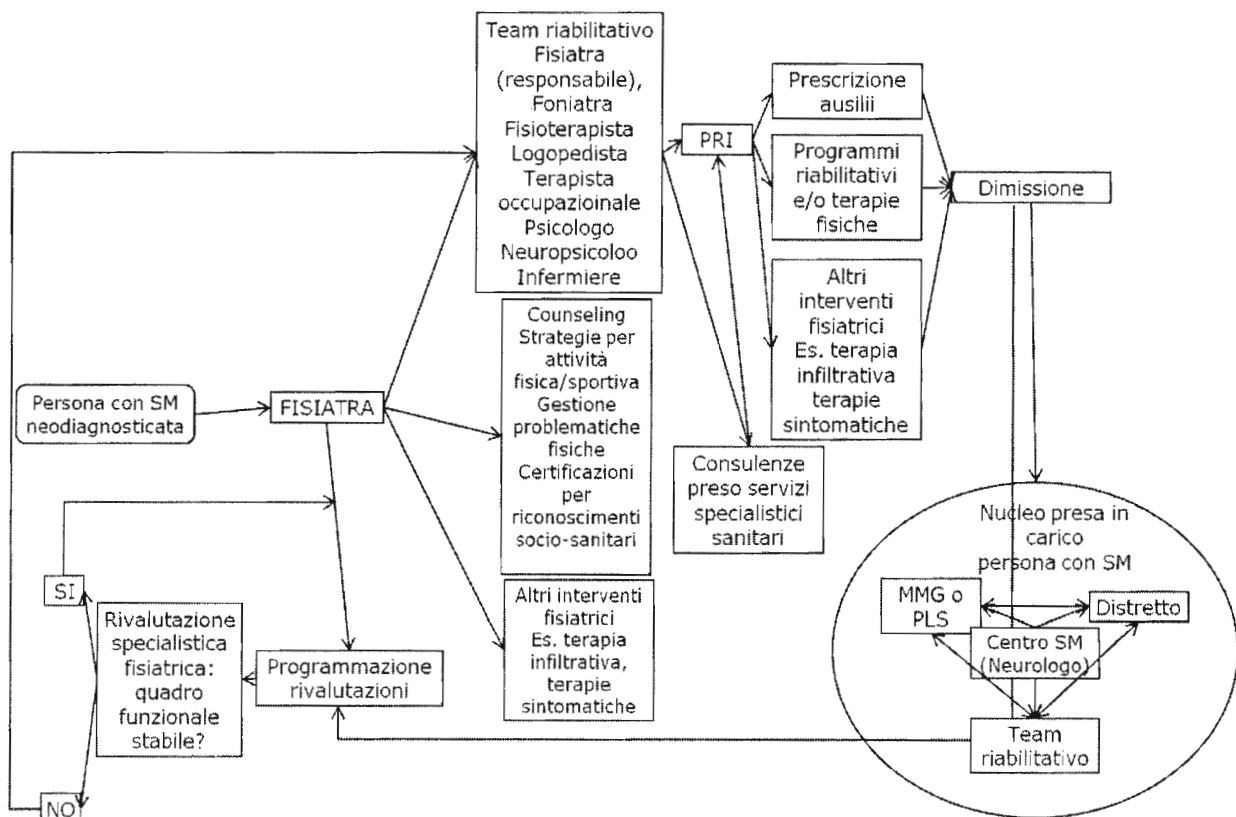 Team riabilitativo
Fisiatra
(responsabile),
Foniatra
Fisioterapista
Logopedista
Terapista
occupazioinale
Psicologo
Neuropsicoloo
Infermiere
PRI
Prescrizione
ausilii
Programmi
riabilitativi
e/o terapie
fisiche
Altri
interventi
fisiatrici
Es. terapia
infiltrativa
terapie
sintomatiche
Dimissione
Persona con SM
neodiagnosticata
FISIATRA
Counseling
Strategie per
attività
fisica/sportiva
Gestione
problematiche
fisiche
Certificazioni
per
riconoscimenti
socio-sanitari
Consulenze
preso servizi
specialistici
sanitari
Altri interventi
fisiatrici
Es. terapia
infiltrativa,
terapie
sintomatiche
SI
Rivalutazione
specialistica
fisiatrica:
quadro
funzionale
stabile?
NO
Programmazione
rivalutazioni
Nucleo presa in
carico
persona con SM
MMG o
PLS
Distretto
Centro SM
(Neurologo)
Team
riabilitativo